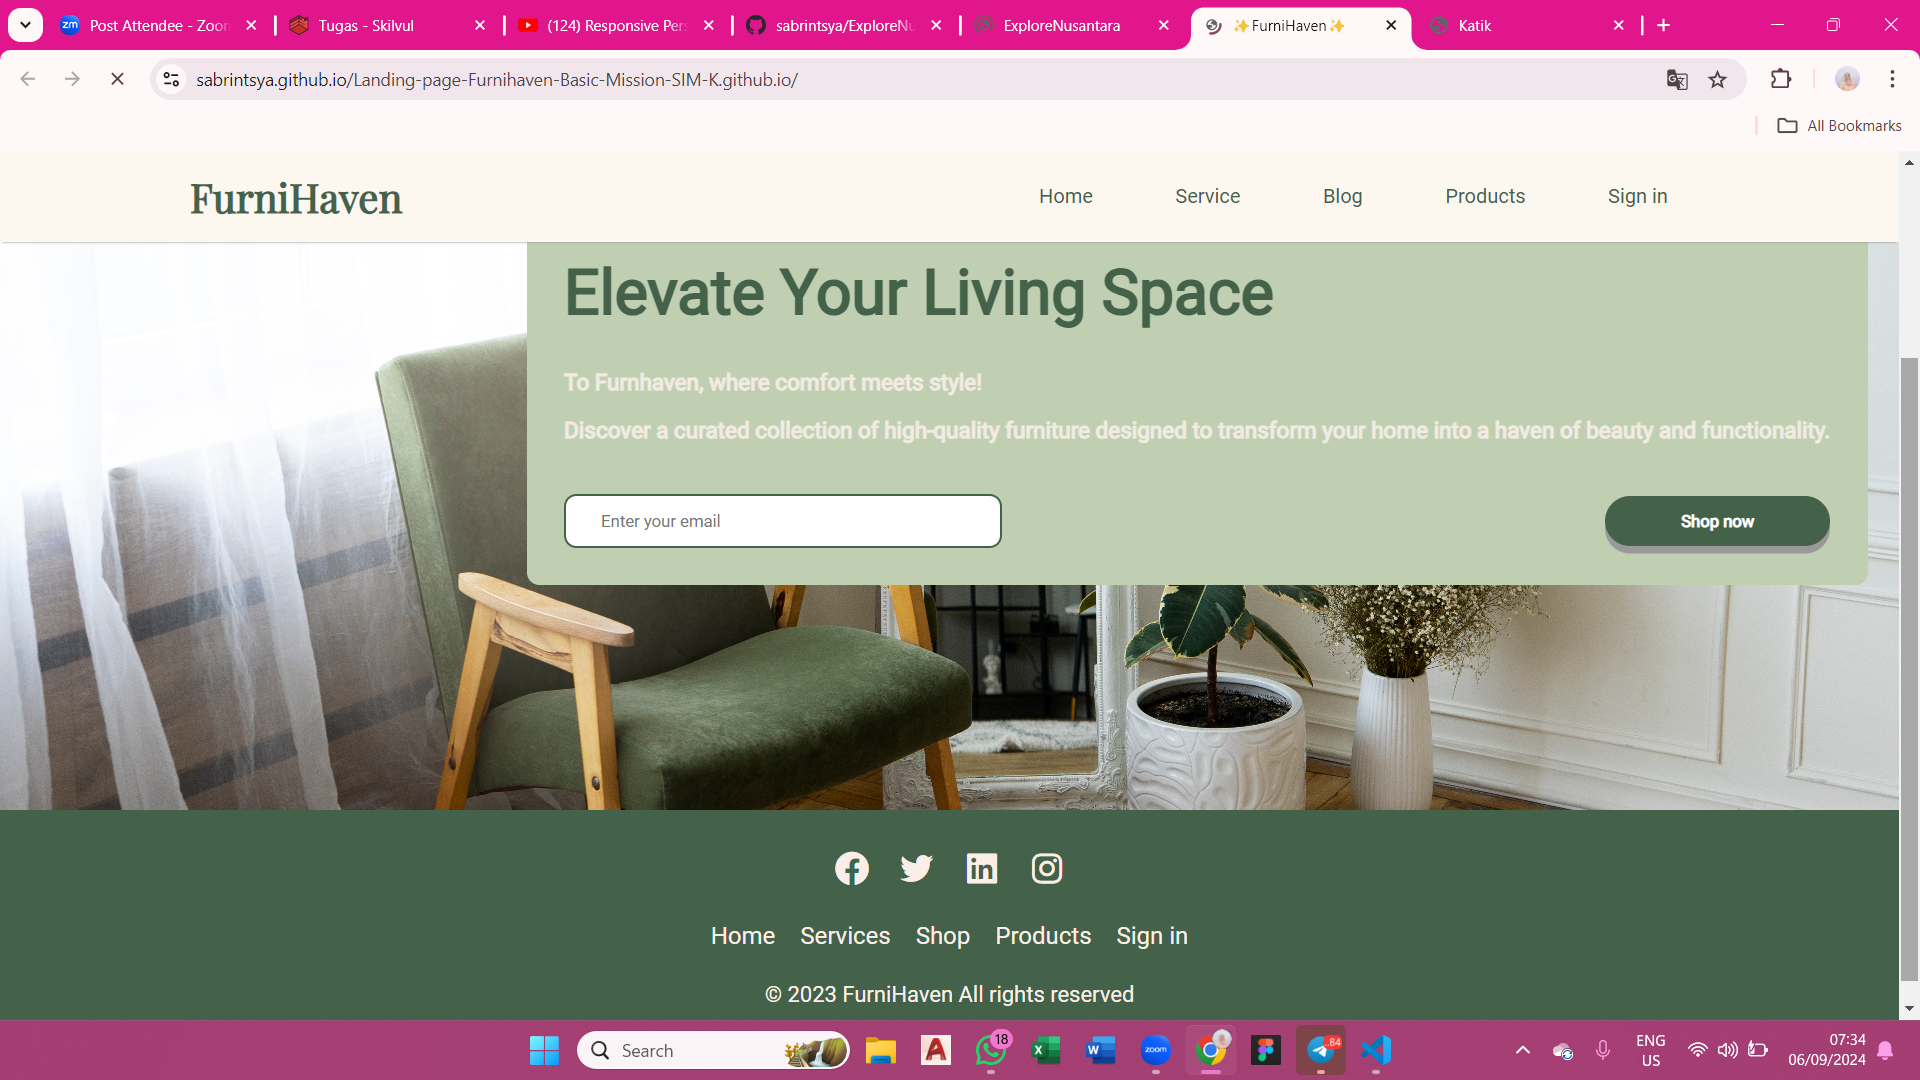 Post Attendee - Zoon
Tugas - Skilvul
(124) Responsive Pers
sabrintsya/ExploreNu
ExploreNusantara
✨FurniHaven✨
Katik
sabrintsya.github.io/Landing-page-Furnihaven-Basic-Mission-SIM-K.github.io/
All Bookmarks
FurniHaven
Home
Service
Blog
Products
Sign in
Elevate Your Living Space
To Furnhaven, where comfort meets style!
Discover a curated collection of high-quality furniture designed to transform your home into a haven of beauty and functionality.
Enter your email
Shop now
Home
Services
Shop
Products
Sign in
© 2023 FurniHaven All rights reserved
Search
18
zoom
..84
ENG
US
07:34
06/09/2024